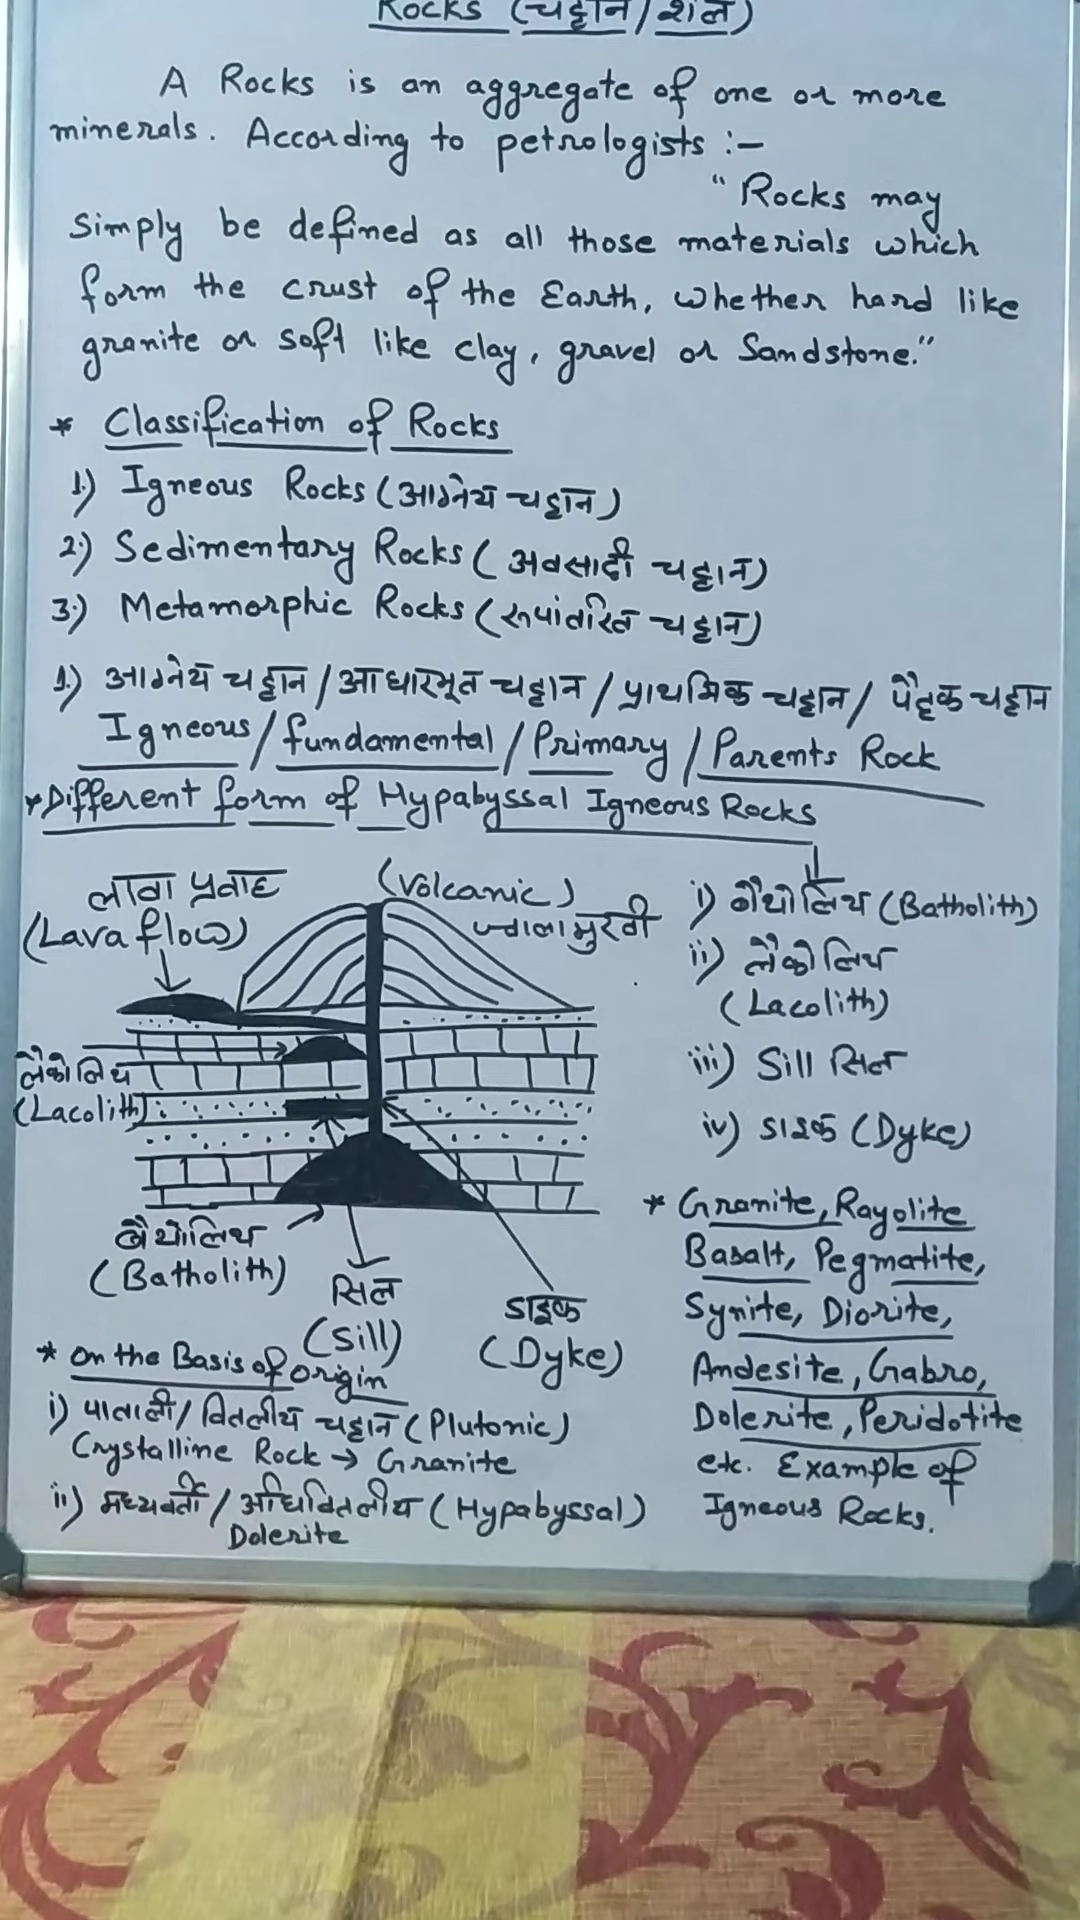 Rocks (चट्टान/शैल)
A Rocks is an aggregate of one or more
minerals. According to petrologists :-
"Rocks may
Simply be defined as all those materials which
form the crust of the Earth, whether hard like
granite or soft like clay, gravel or Sandstone."
* Classification of Rocks
1.) Igneous Rocks (आग्नेय चट्टान)
2.) Sedimentary Rocks (अवसादी चट्टान)
3.) Metamorphic Rocks (रूपांतरित चट्टान)
1.) आग्नेय चट्टान/आधारभूत चट्टान/प्राथमिक चट्टान/पैतृक चट्टान
Igneous/fundamental/Primary/Parents Rock
* Different form of Hypabyssal Igneous Rocks
लावा प्रवाह
(Lava flow)
(Volcanic)
ज्वालामुखी
लैकोलिथ
(Lacolith)
बैथोलिथ
(Batholith)
सिल
(Sill)
डाइक
(Dyke)
i) बैथोलिथ (Batholith)
ii) लैकोलिथ
(Lacolith)
iii) Sill सिल
iv) डाइक (Dyke)
* Granite, Rayolite
Basalt, Pegmatite,
Synite, Diorite,
Andesite, Gabro,
Dolerite, Peridotite
etc. Example of
Igneous Rocks.
* On the Basis of Origin
i) पाताली/वितलीय चट्टान (Plutonic)
Crystalline Rock → Granite
ii) मध्यवर्ती/अधिवितलीय (Hypabyssal)
Dolerite